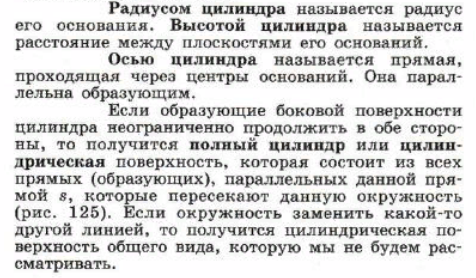 Радиусом цилиндра называется радиус
его основания. Высотой цилиндра называется
расстояние между плоскостями его оснований.
Осью цилиндра называется прямая,
проходящая через центры оснований. Она парал-
лельна образующим.
Если образующие боковой поверхности
цилиндра неограниченно продолжить в обе сторо-
ны, то получится полный цилиндр или цилин-
дрическая поверхность, которая состоит из всех
прямых (образующих), параллельных данной пря-
мой s, которые пересекают данную окружность
(рис. 125). Если окружность заменить какой-то
другой линией, то получится цилиндрическая по-
верхность общего вида, которую мы не будем рас-
сматривать.